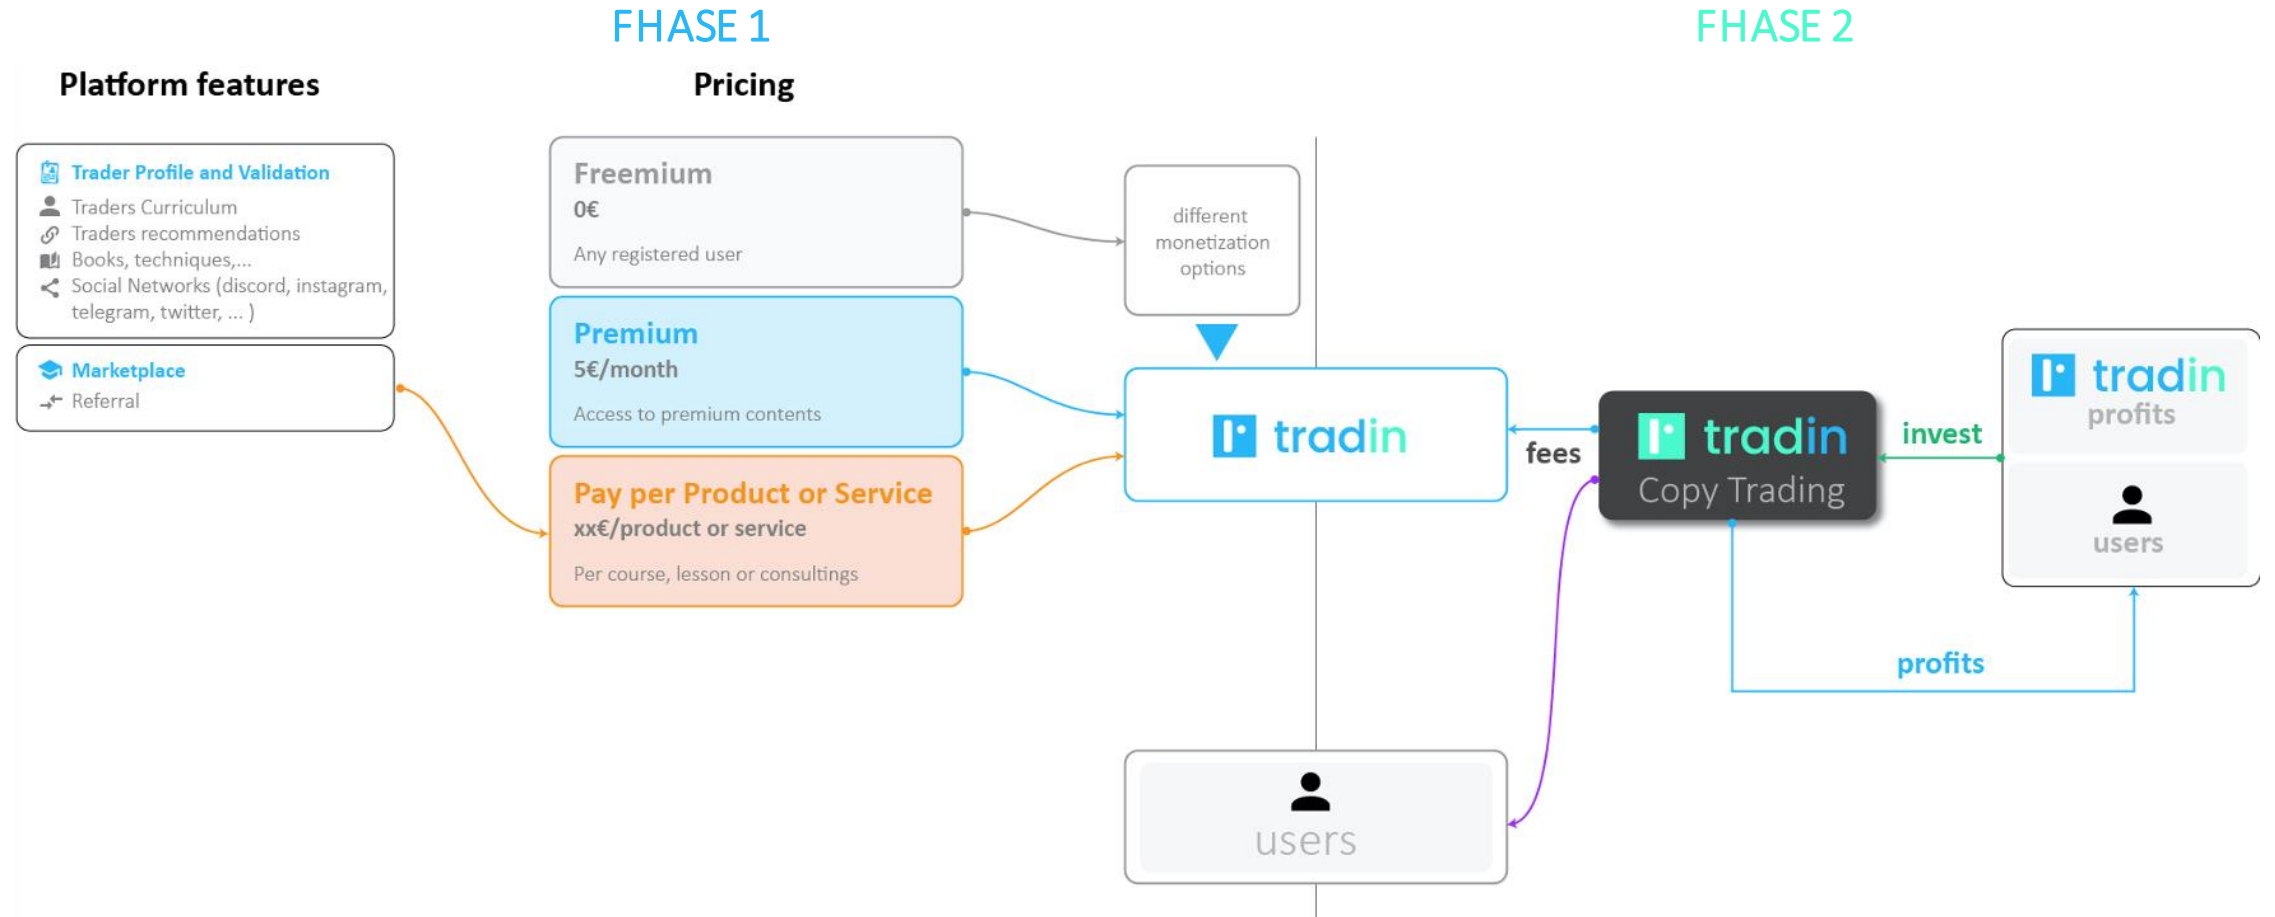 FHASE 1
FHASE 2
Platform features
Pricing
Trader Profile and Validation
Traders Curriculum
Traders recommendations
Books, techniques,...
Social Networks (discord, instagram,
telegram, twitter, ... )
Marketplace
Referral
Freemium
0€
Any registered user
Premium
5€/month
Access to premium contents
Pay per Product or Service
xx€/product or service
Per course, lesson or consultings
different
monetization
options
tradin
users
fees
tradin
Copy Trading
invest
tradin
profits
users
profits